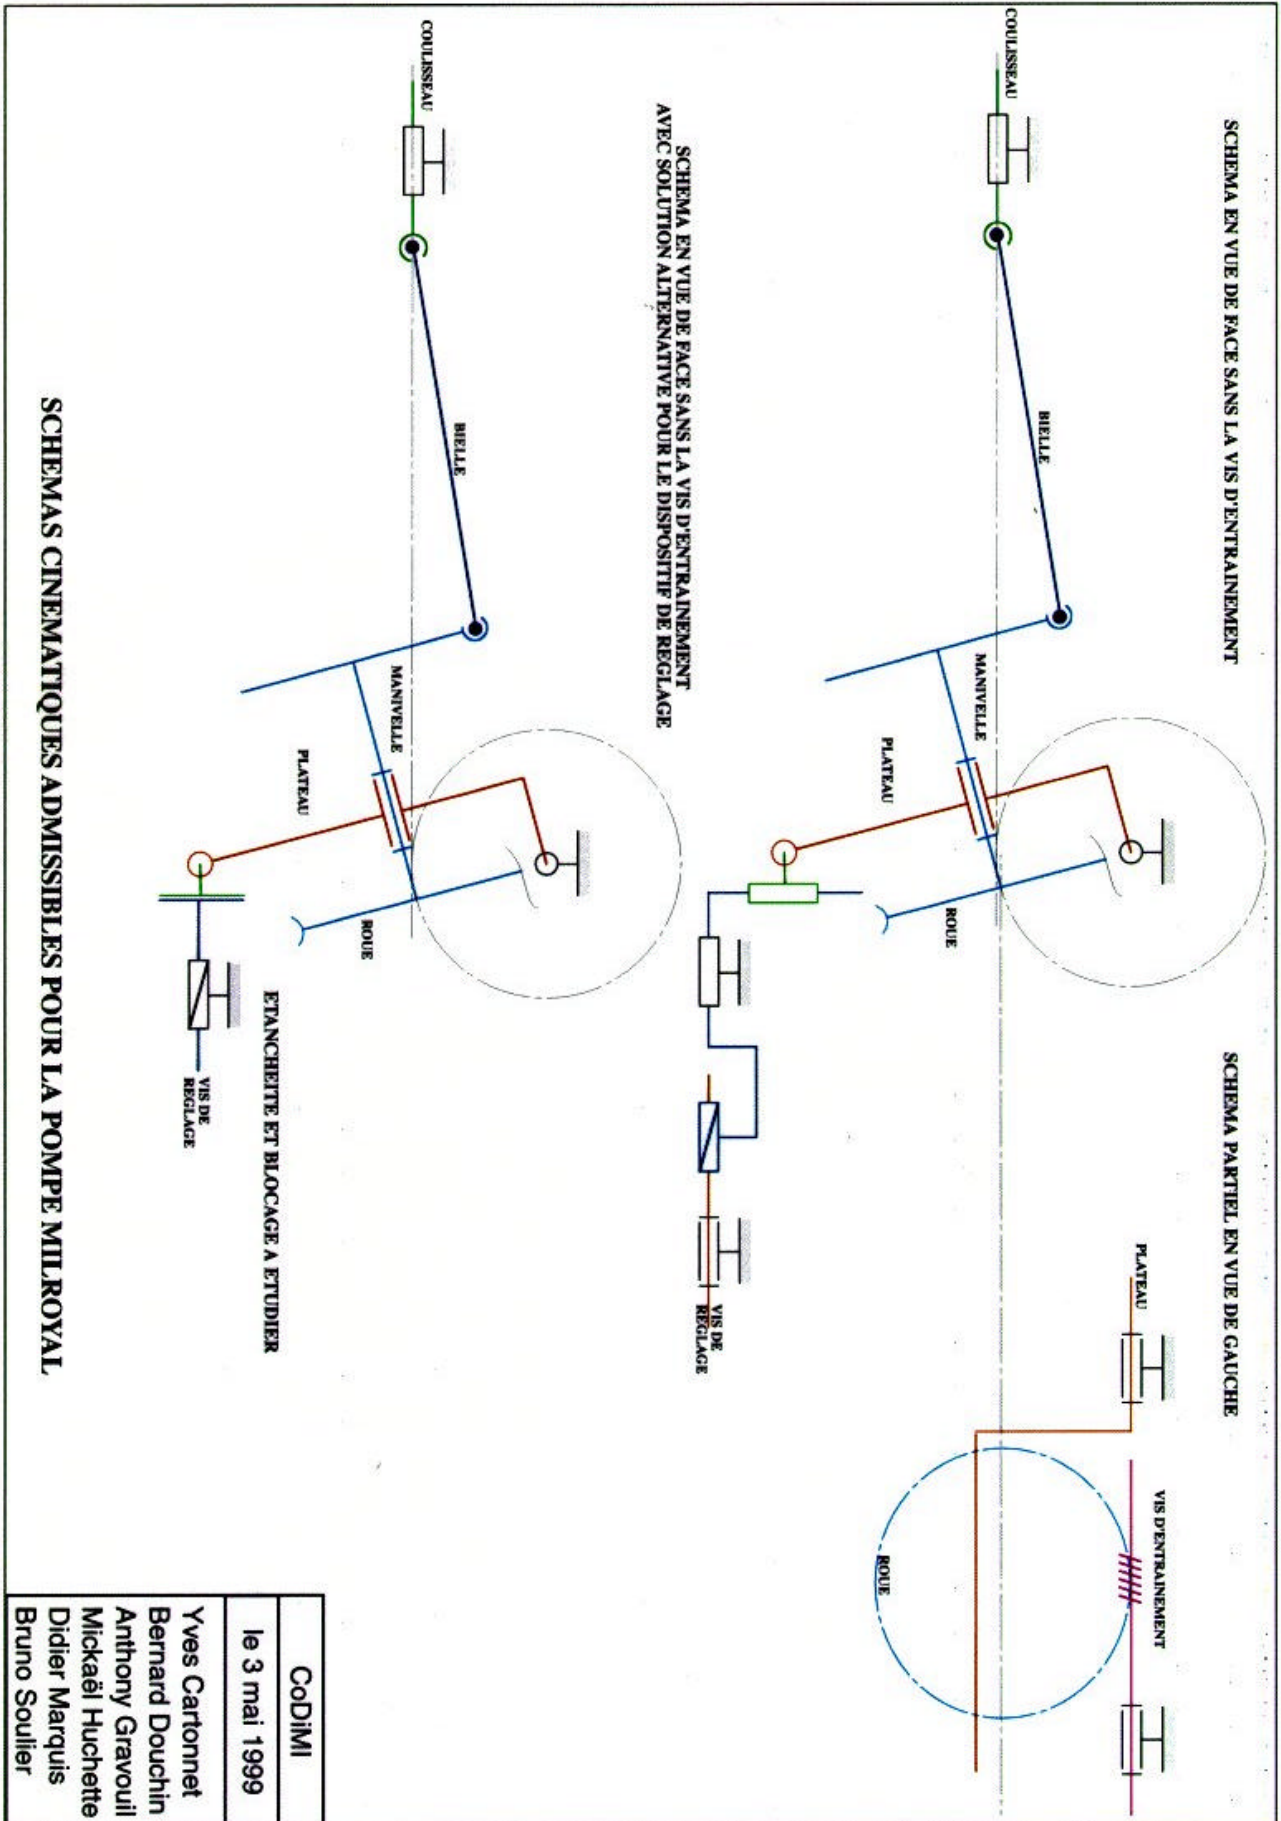 SCHEMA EN VUE DE FACE SANS LA VIS D'ENTRAINEMENT
COULISSEAU
BIELLE
MANIVELLE
PLATEAU
ROUE
VIS DE
REGLAGE
SCHEMA PARTIEL EN VUE DE GAUCHE
PLATEAU
VIS D'ENTRAINEMENT
ROUE
SCHEMA EN VUE DE FACE SANS LA VIS D'ENTRAINEMENT
AVEC SOLUTION ALTERNATIVE POUR LE DISPOSITIF DE REGLAGE
COULISSEAU
BIELLE
MANIVELLE
PLATEAU
ROUE
ETANCHEITE ET BLOCAGE A ETUDIER
VIS DE
REGLAGE
SCHEMAS CINEMATIQUES ADMISSIBLES POUR LA POMPE MILROYAL
CoDiMI
le 3 mai 1999
Yves Cartonnet
Bernard Douchin
Anthony Gravouil
Mickaël Huchette
Didier Marquis
Bruno Soulier